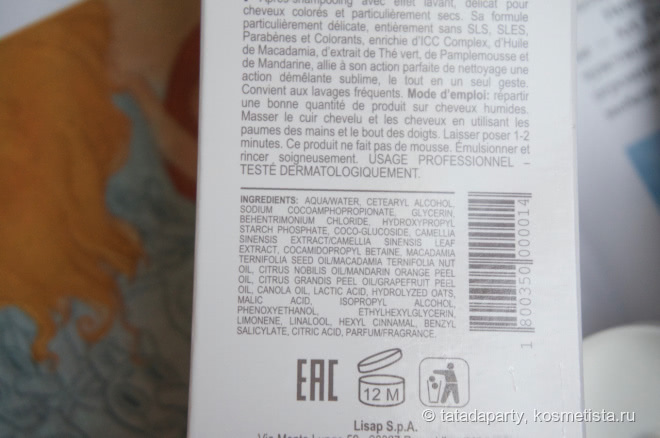 Après-shampooing avec effet lavant, délicat pour
cheveux colorés et particulièrement secs. Sa formule
particulièrement délicate, entièrement sans SLS, SLES,
Parabénes et Colorants, enrichie d'ICC Complex, d'Huile
de Macadamia, d'extrait de Thé vert, de Pamplemousse et
de Mandarine, allie à son action parfaite de nettoyage une
action démêlante sublime, le tout en un seul geste.
Convient aux lavages fréquents. Mode d'emploi: répartir
une bonne quantité de produit sur cheveux humides.
Masser le cuir chevelu et les cheveux en utilisant les
paumes des mains et le bout des doigts. Laisser poser 1-2
minutes. Ce produit ne fait pas de mousse. Émulsionner et
rincer soigneusement. USAGE PROFESSIONNEL –
TESTÉ DERMATOLOGIQUEMENT.
INGREDIENTS: AQUA/WATER, CETEARYL ALCOHOL,
SODIUM COCOAMPHOPROPIONATE, GLYCERIN,
BEHENTRIMONIUM CHLORIDE, HYDROXYPROPYL
STARCH PHOSPHATE, COCO-GLUCOSIDE, CAMELLIA
SINENSIS EXTRACT/CAMELLIA SINENSIS LEAF
EXTRACT, COCAMIDOPROPYL BETAINE, MACADAMIA
TERNIFOLIA SEED OIL/MACADAMIA TERNIFOLIA NUT
OIL, CITRUS NOBILIS OIL/MANDARIN ORANGE PEEL
OIL, CITRUS GRANDIS PEEL OIL/GRAPEFRUIT PEEL
OIL, CANOLA OIL, LACTIC ACID, HYDROLYZED OATS,
MALIC ACID, ISOPROPYL ALCOHOL,
PHENOXYETHANOL, ETHYLHEXYLGLYCERIN,
LIMONENE, LINALOOL, HEXYL CINNAMAL, BENZYL
SALICYLATE, CITRIC ACID, PARFUM/FRAGRANCE.
1 800350 000014
EAC
12 M
Lisap S.p.A.
© tatadaparty, kosmetista.ru